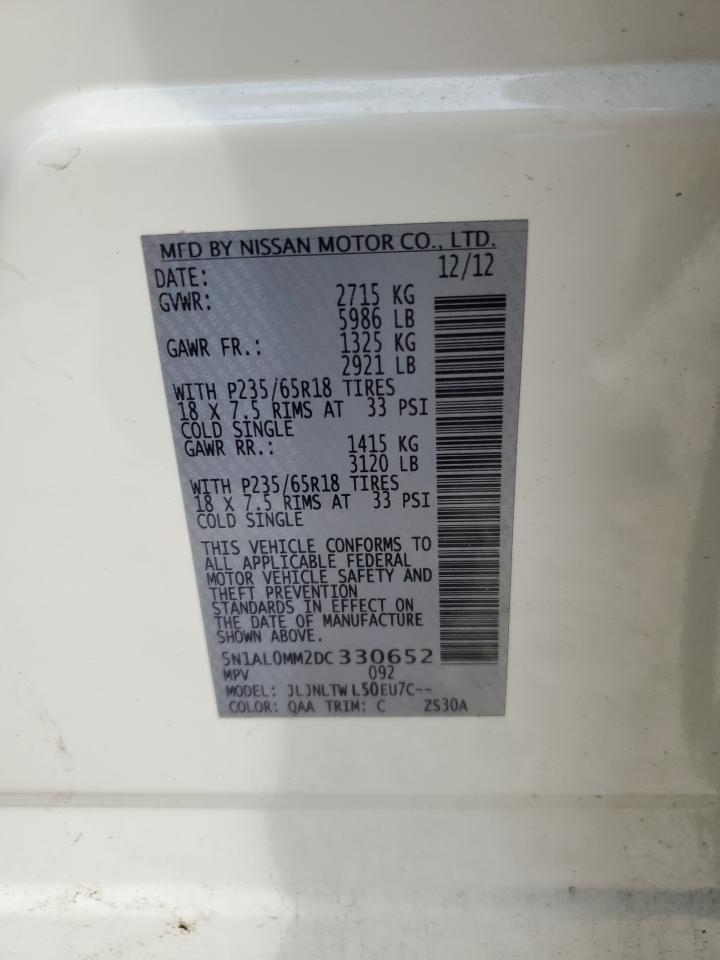 MFD BY NISSAN MOTOR CO., LTD.
DATE: 12/12
GVWR: 2715 KG
5986 LB
GAWR FR.: 1325 KG
2921 LB
WITH P235/65R18 TIRES
18 X 7.5 RIMS AT 33 PSI
COLD SINGLE
GAWR RR.: 1415 KG
3120 LB
WITH P235/65R18 TIRES
18 X 7.5 RIMS AT 33 PSI
COLD SINGLE
THIS VEHICLE CONFORMS TO
ALL APPLICABLE FEDERAL
MOTOR VEHICLE SAFETY AND
THEFT PREVENTION
STANDARDS IN EFFECT ON
THE DATE OF MANUFACTURE
SHOWN ABOVE.
5N1AL0MM2DC330652
MPV 092
MODEL: JLJNLTWL50EU7C--
COLOR: QAA TRIM: C ZS30A